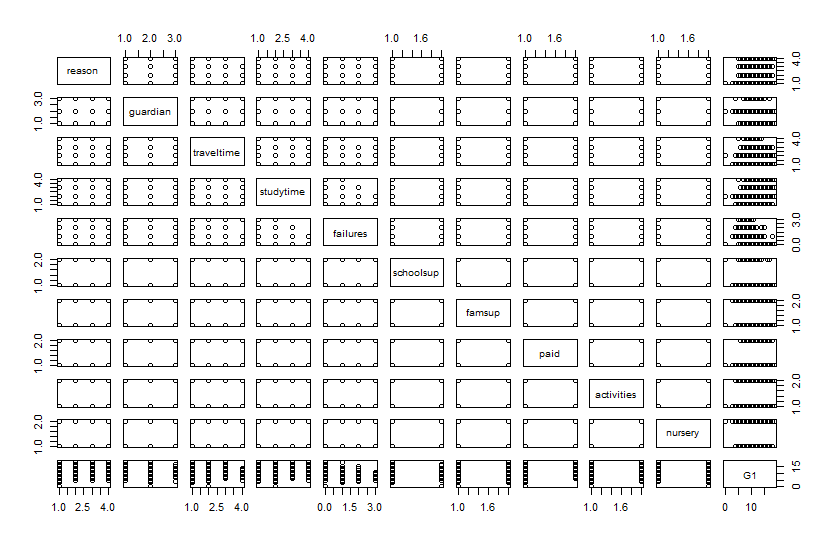 1.0 2.0 3.0 1.0 2.5 4.0 1.0 1.6 1.0 1.6 1.0 1.6
reason 1.0 4.0
1.0 3.0 guardian
traveltime 1.0 4.0
1.0 4.0 studytime
failures 0.0 3.0
1.0 2.0 schoolsup
famsup 1.0 2.0
1.0 2.0 paid
activities 1.0 2.0
1.0 2.0 nursery
G1 0 15
1.0 2.5 4.0 1.0 2.5 4.0 0.0 1.5 3.0 1.0 1.6 1.0 1.6 0 10